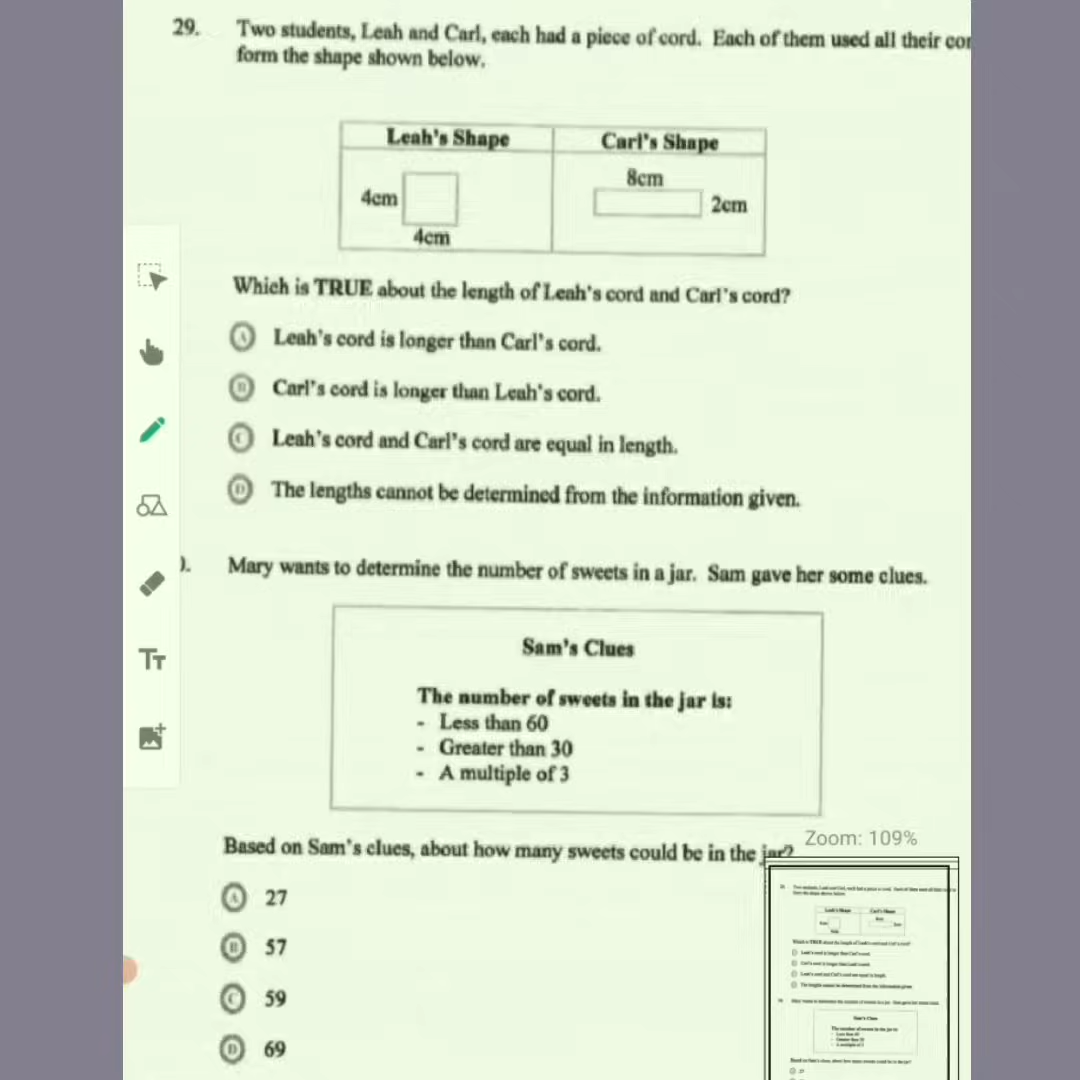 29. Two students, Leah and Carl, each had a piece of cord. Each of them used all their
form the shape shown below.
Leah's Shape Carl's Shape
8cm
4cm 2cm
4cm
Which is TRUE about the length of Leah's cord and Carl's cord?
A Leah's cord is longer than Carl's cord.
B Carl's cord is longer than Leah's cord.
C Leah's cord and Carl's cord are equal in length.
D The lengths cannot be determined from the information given.
). Mary wants to determine the number of sweets in a jar. Sam gave her some clues.
Sam's Clues
The number of sweets in the jar is:
- Less than 60
- Greater than 30
- A multiple of 3
Based on Sam's clues, about how many sweets could be in the jar?
Zoom: 109%
A 27
B 57
C 59
D 69
TT